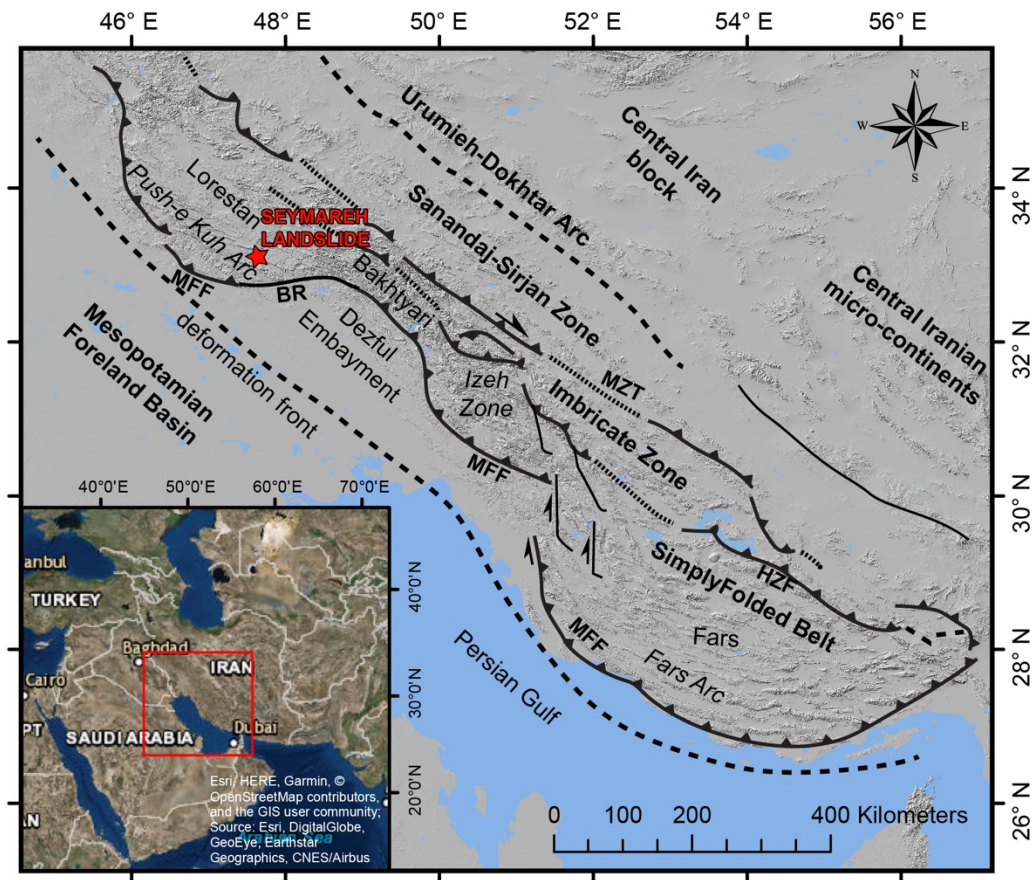 46° E
48° E
50° E
52° E
54° E
56° E
N
W
E
S
Urumieh-Dokhtar Arc
Central Iran
block
Lorestan
Push-e Kuh Arc
SEYMAREH
LANDSLIDE
Sanandaj-Sirjan Zone
Bakhtyari
MFF
BR
Mesopotamian
Foreland Basin
deformation front
Dezful
Embayment
Central Iranian
micro-continents
Izeh
Zone
MZT
Imbricate Zone
MFF
SimplyFolded Belt
HZF
Fars
Fars Arc
MFF
Persian Gulf
34° N
32° N
30° N
28° N
26° N
0 100 200 400 Kilometers
40°0'E
50°0'E
60°0'E
70°0'E
40°0'N
30°0'N
20°0'N
anbul
TURKEY
Baghdad
IRAN
Cairo
PT
SAUDI ARABIA
Dubai
AN
Arabian Sea
Esri, HERE, Garmin, ©
OpenStreetMap contributors,
and the GIS user community;
Source: Esri, DigitalGlobe,
GeoEye, Earthstar
Geographics, CNES/Airbus